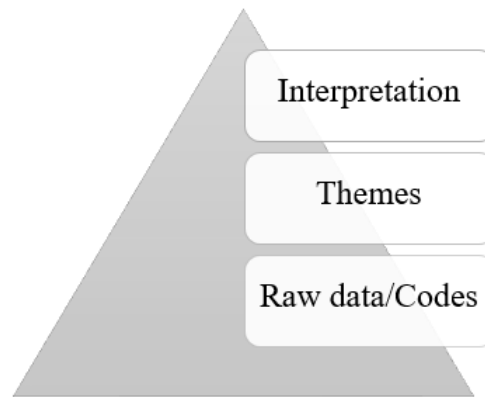 Interpretation
Themes
Raw data/Codes